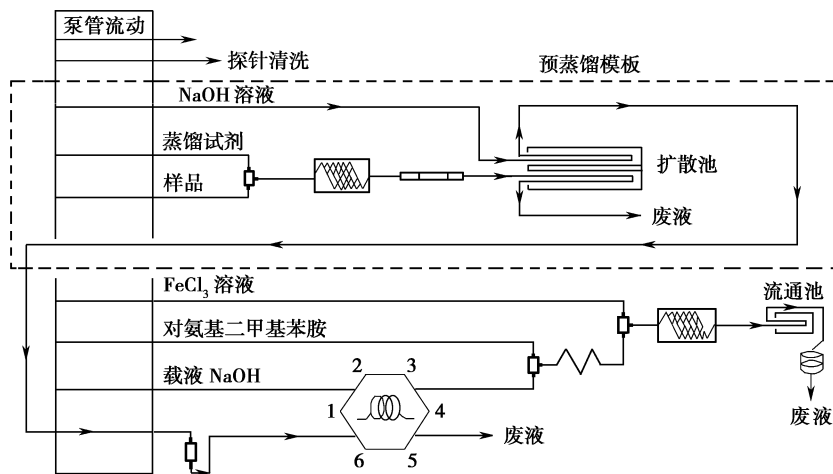 泵管流动
探针清洗
预蒸馏模板
NaOH 溶液
蒸馏试剂
扩散池
样品
废液
FeCl₃ 溶液
流通池
对氨基二甲基苯胺
2 3
载液 NaOH
1 4
废液
废液
6 5